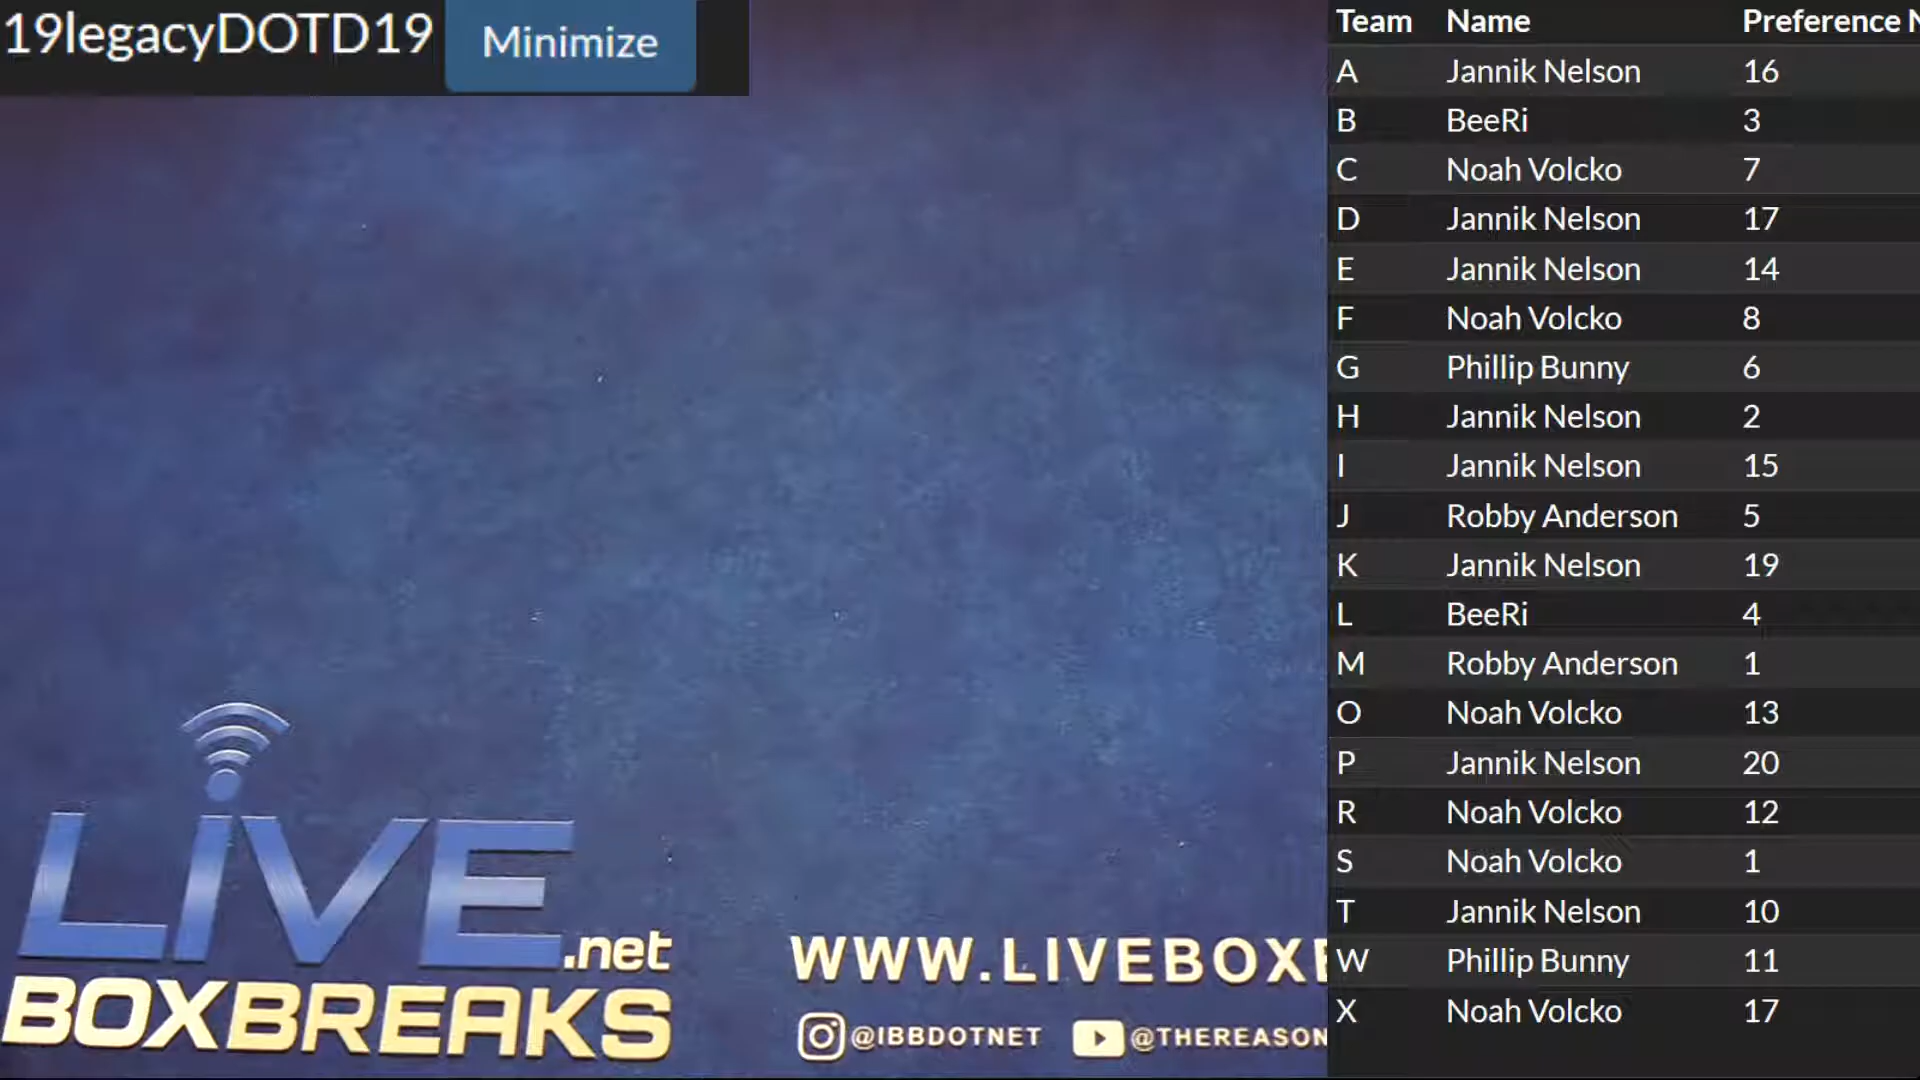 19legacyDOTD19
Minimize
Team Name Preference N
A Jannik Nelson 16
B BeeRi 3
C Noah Volcko 7
D Jannik Nelson 17
E Jannik Nelson 14
F Noah Volcko 8
G Phillip Bunny 6
H Jannik Nelson 2
I Jannik Nelson 15
J Robby Anderson 5
K Jannik Nelson 19
L BeeRi 4
M Robby Anderson 1
O Noah Volcko 13
P Jannik Nelson 20
R Noah Volcko 12
S Noah Volcko 1
T Jannik Nelson 10
W Phillip Bunny 11
X Noah Volcko 17
LiVE.net
BOXBREAKS
WWW.LIVEBOXB
@IBBDOTNET @THEREASON